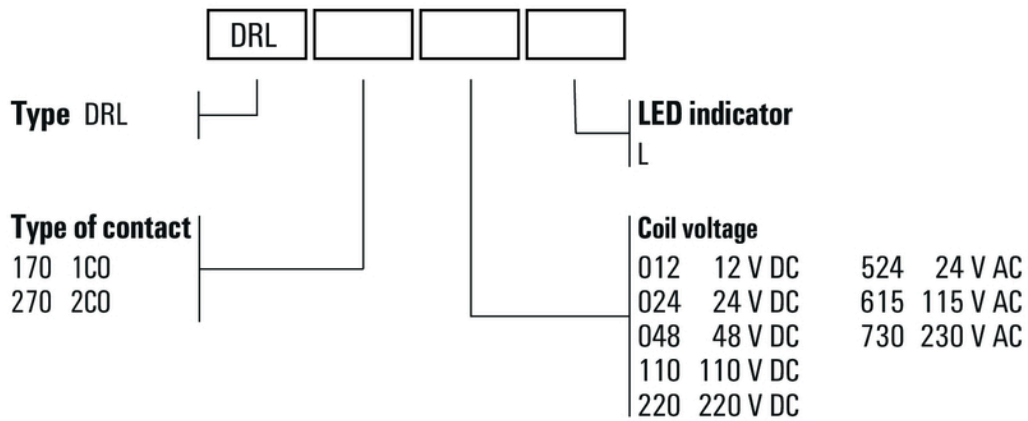 DRL
Type DRL
LED indicator
L
Type of contact
170 1CO
270 2CO
Coil voltage
012 12 V DC 524 24 V AC
024 24 V DC 615 115 V AC
048 48 V DC 730 230 V AC
110 110 V DC
220 220 V DC